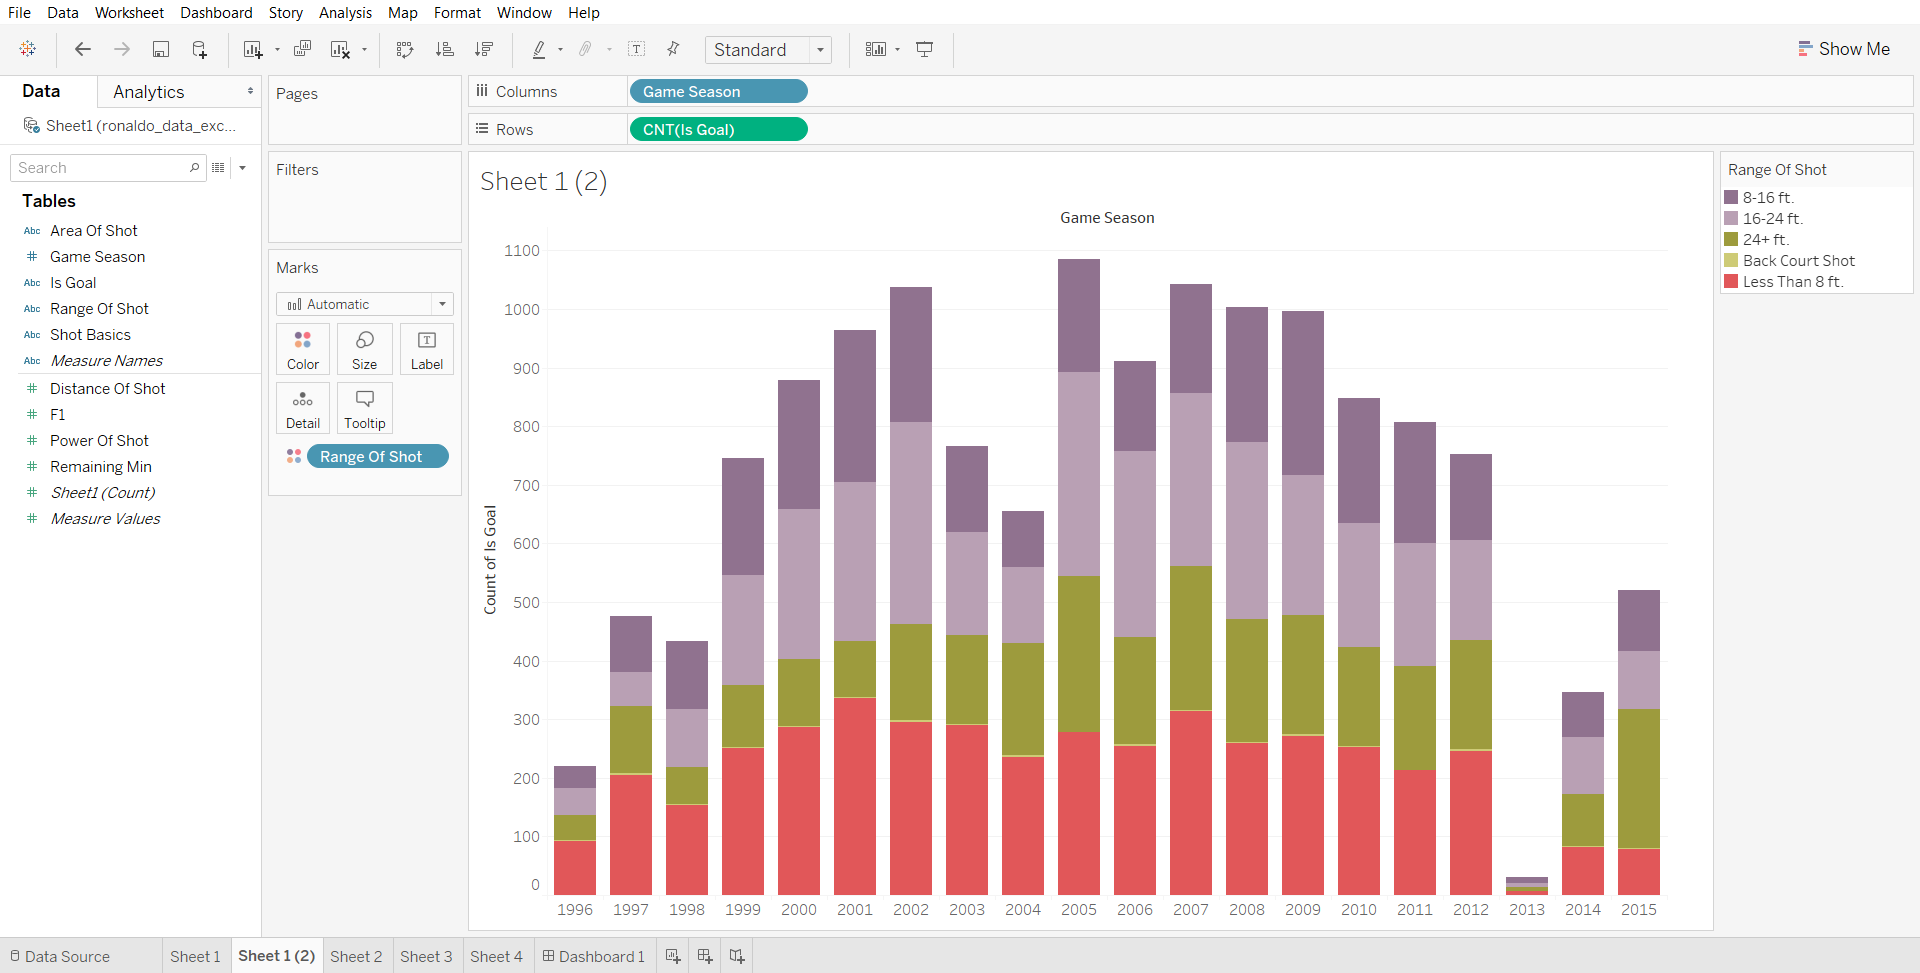 File Data Worksheet Dashboard Story Analysis Map Format Window Help
Standard
Show Me
Data Analytics
Sheet1 (ronaldo_data_exc...
Search
Tables
Abc Area Of Shot
# Game Season
Abc Is Goal
Abc Range Of Shot
Abc Shot Basics
Abc Measure Names
# Distance Of Shot
# F1
# Power Of Shot
# Remaining Min
# Sheet1 (Count)
# Measure Values
Pages
Filters
Marks
Automatic
Color Size Label
Detail Tooltip
Range Of Shot
Columns Game Season
Rows CNT(Is Goal)
Sheet 1 (2)
Game Season
Count of Is Goal
1100
1000
900
800
700
600
500
400
300
200
100
0
1996 1997 1998 1999 2000 2001 2002 2003 2004 2005 2006 2007 2008 2009 2010 2011 2012 2013 2014 2015
Range Of Shot
8-16 ft.
16-24 ft.
24+ ft.
Back Court Shot
Less Than 8 ft.
Data Source Sheet 1 Sheet 1 (2) Sheet 2 Sheet 3 Sheet 4 Dashboard 1